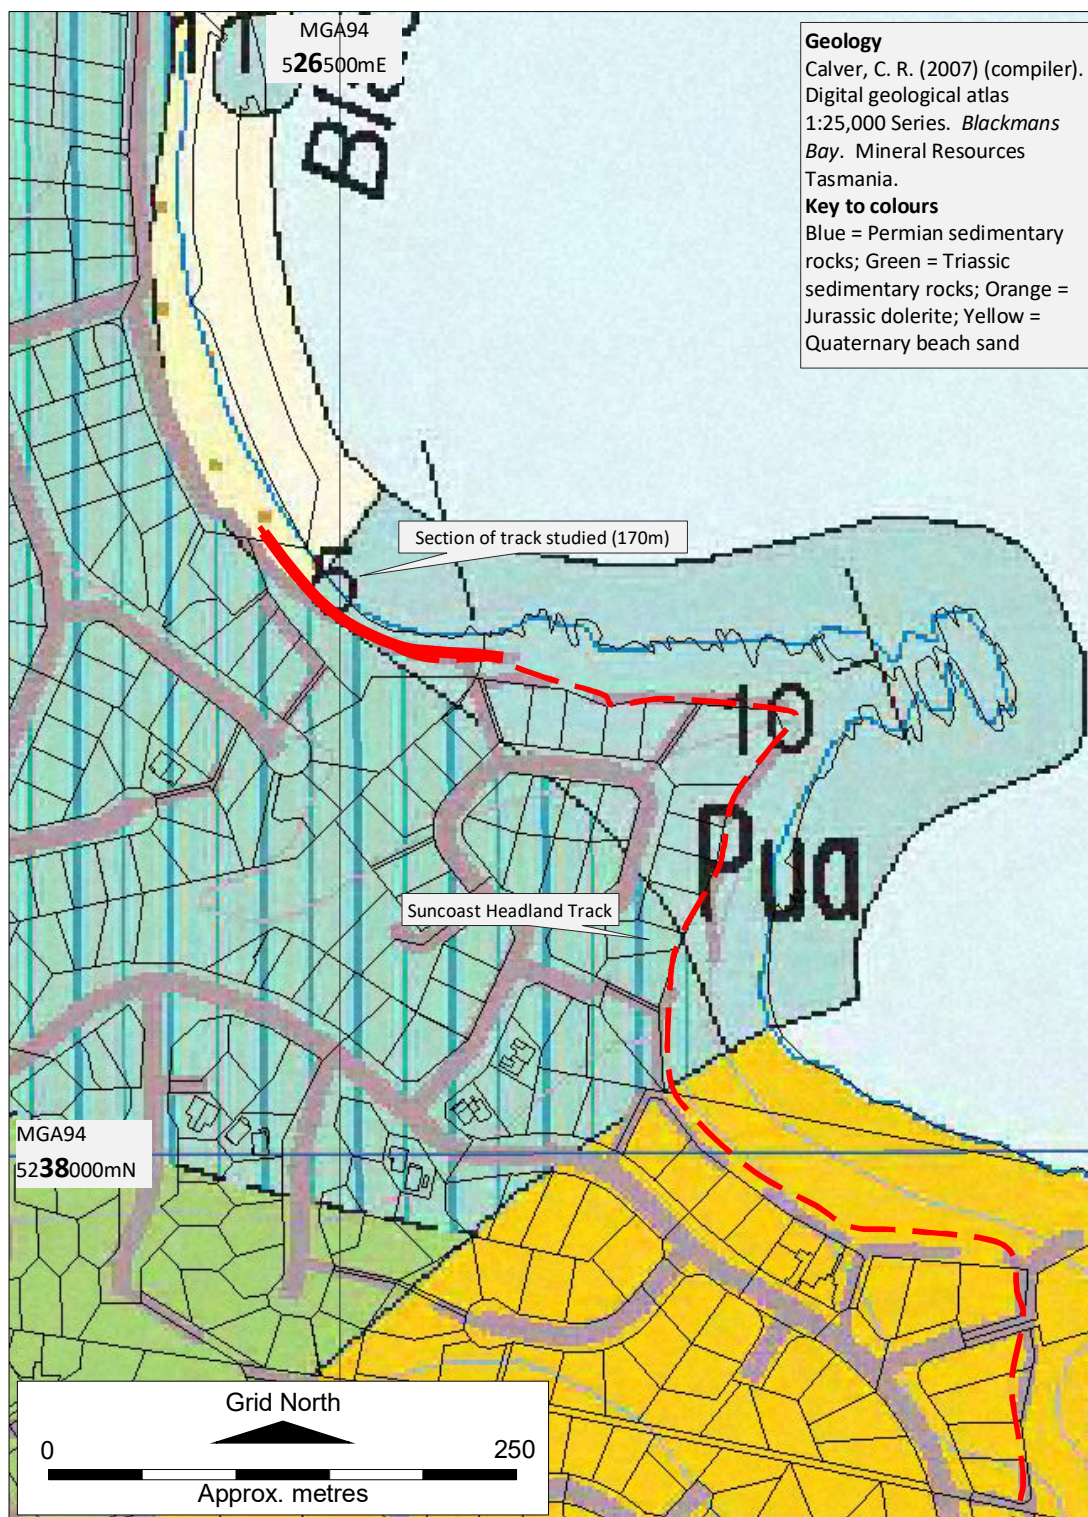 MGA94
526500mE
Geology
Calver, C. R. (2007) (compiler).
Digital geological atlas
1:25,000 Series. Blackmans
Bay. Mineral Resources
Tasmania.
Key to colours
Blue = Permian sedimentary
rocks; Green = Triassic
sedimentary rocks; Orange =
Jurassic dolerite; Yellow =
Quaternary beach sand
Section of track studied (170m)
5
10
Pua
Suncoast Headland Track
MGA94
5238000mN
Grid North
0 250
Approx. metres